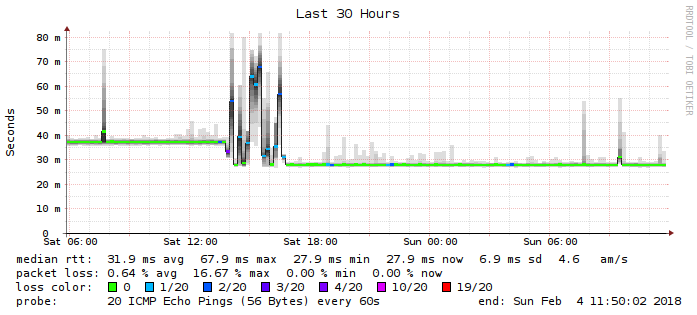 Last 30 Hours
RRDTOOL / TOBI OETIKER
Seconds
80 m
70 m
60 m
50 m
40 m
30 m
20 m
10 m
0
Sat 06:00 Sat 12:00 Sat 18:00 Sun 00:00 Sun 06:00
median rtt: 31.9 ms avg 67.9 ms max 27.9 ms min 27.9 ms now 6.9 ms sd 4.6 am/s
packet loss: 0.64 % avg 16.67 % max 0.00 % min 0.00 % now
loss color: 0 1/20 2/20 3/20 4/20 10/20 19/20
probe: 20 ICMP Echo Pings (56 Bytes) every 60s end: Sun Feb 4 11:50:02 2018